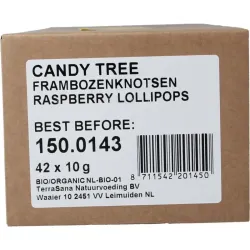 CANDY TREE
FRAMBOZENKNOTSEN
RASPBERRY LOLLIPOPS
BEST BEFORE:
150.0143
42 x 10 g
8 711542 201450
BIO/ORGANIC NL-BIO-01
TerraSana Natuurvoeding BV
Waaier 10 2451 VV Leimuiden NL